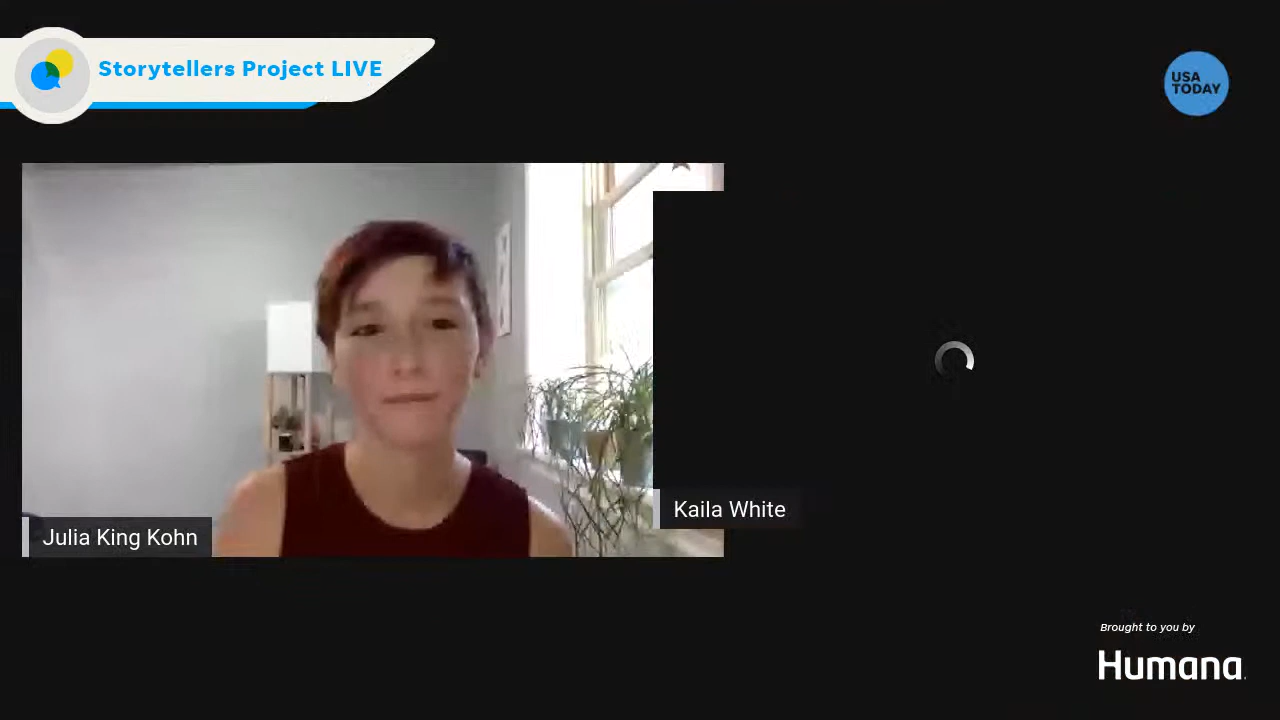 Storytellers Project LIVE
USA
TODAY
Kaila White
Julia King Kohn
Brought to you by
Humana.